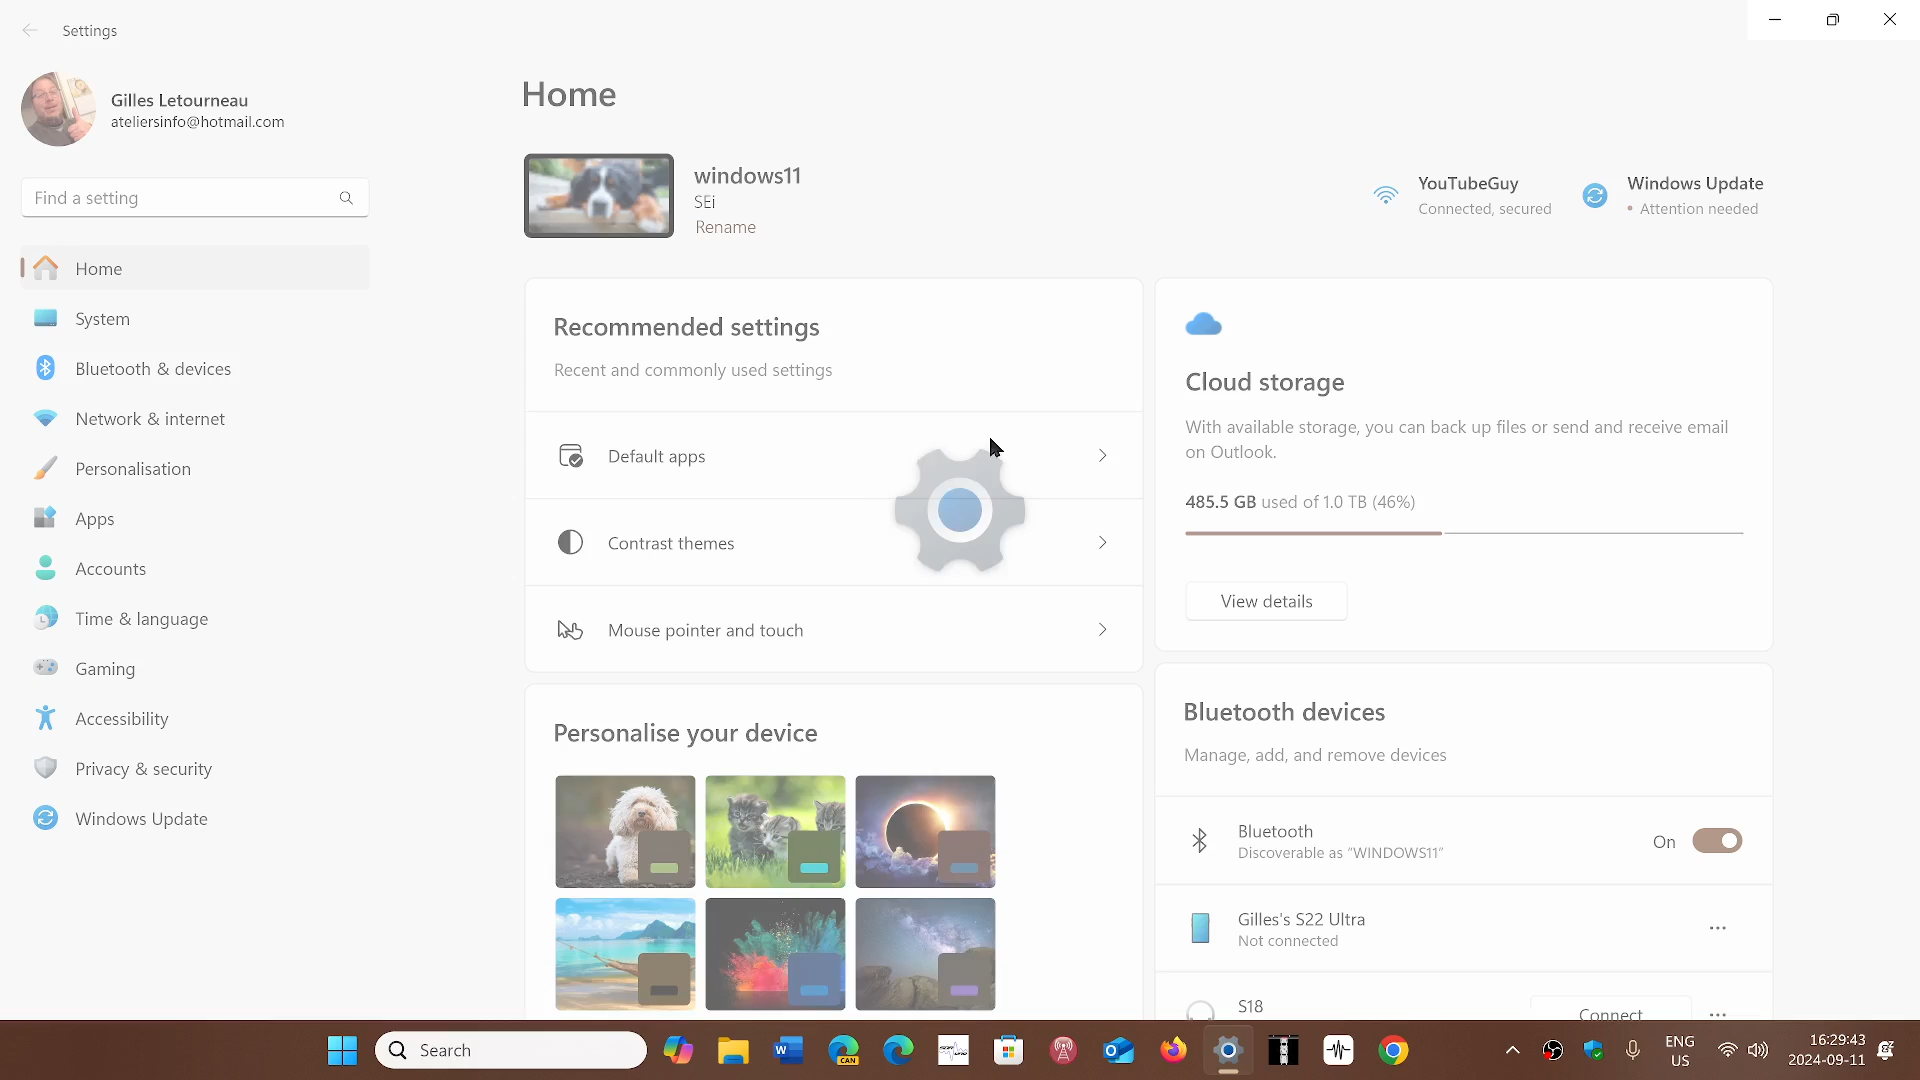 Settings
Gilles Letourneau
ateliersinfo@hotmail.com
Find a setting
Home
System
Bluetooth & devices
Network & internet
Personalisation
Apps
Accounts
Time & language
Gaming
Accessibility
Privacy & security
Windows Update
Home
windows11
SEi
Rename
YouTubeGuy
Connected, secured
Windows Update
• Attention needed
Recommended settings
Recent and commonly used settings
Default apps
Contrast themes
Mouse pointer and touch
Personalise your device
Cloud storage
With available storage, you can back up files or send and receive email
on Outlook.
485.5 GB used of 1.0 TB (46%)
View details
Bluetooth devices
Manage, add, and remove devices
Bluetooth
Discoverable as "WINDOWS11"
On
Gilles's S22 Ultra
Not connected
S18
Connect
Search
W
CAN
ENG
US
16:29:43
2024-09-11